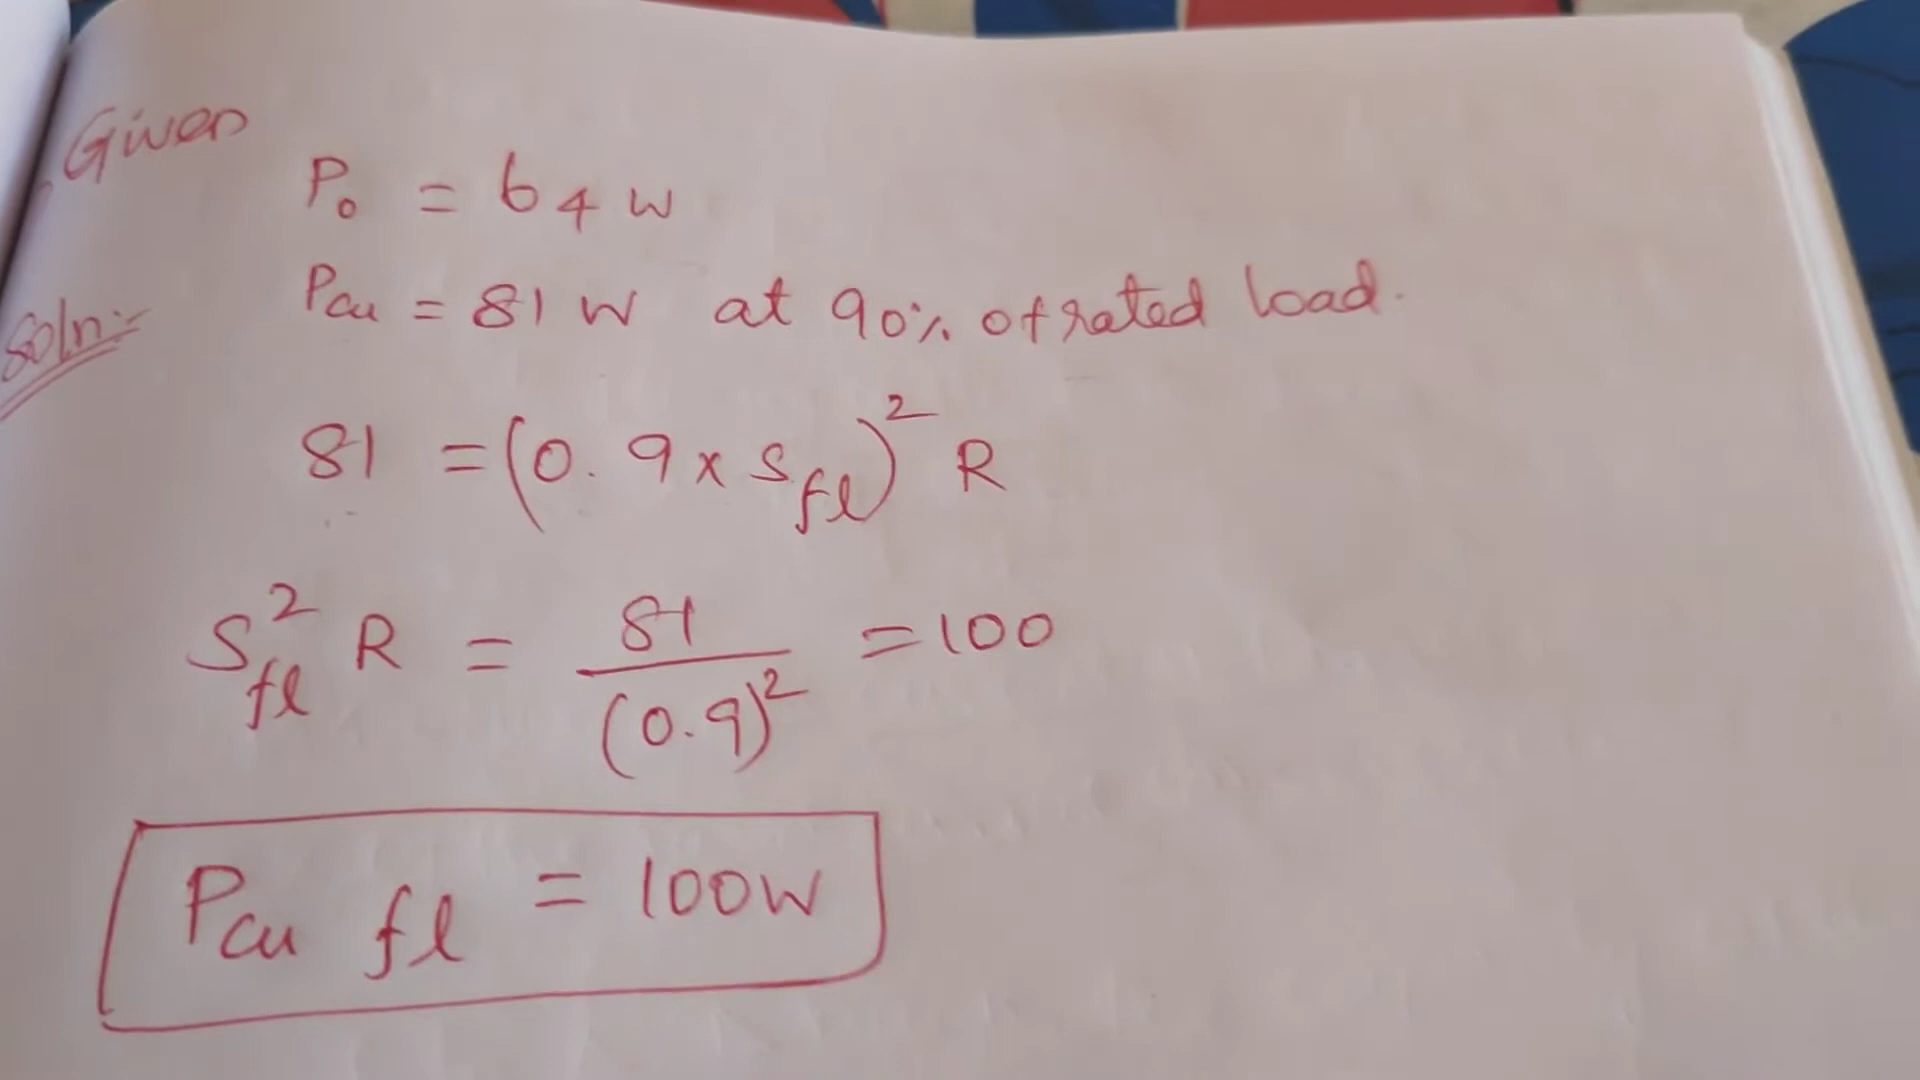 Given
P₀ = 64 W
Soln:-
Pcu = 81 W at 90% of rated load.
81 = (0.9 x Sfl)² R
S²fl R = 81/(0.9)² = 100
Pcu fl = 100W